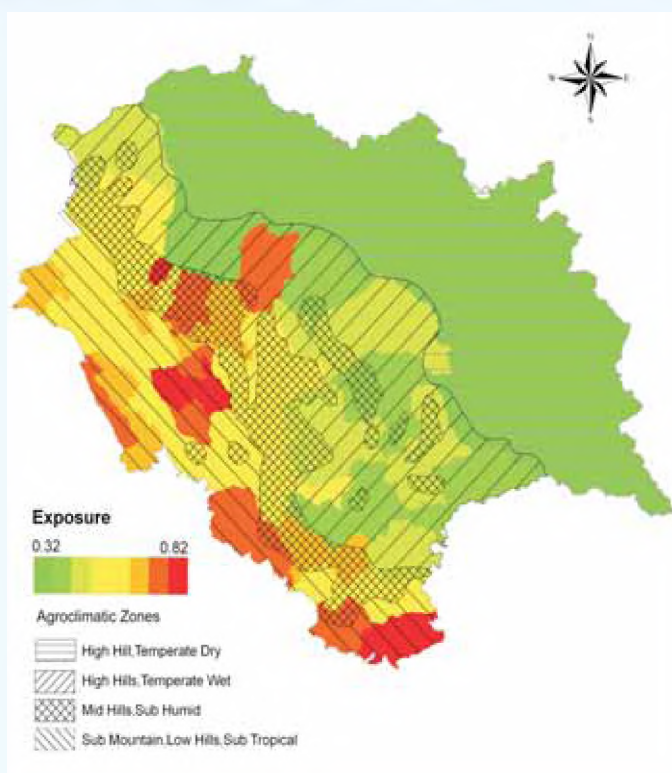 N
W E
S
Exposure
0.32 0.82
Agroclimatic Zones
High Hill,Temperate Dry
High Hills,Temperate Wet
Mid Hills,Sub Humid
Sub Mountain,Low Hills,Sub Tropical